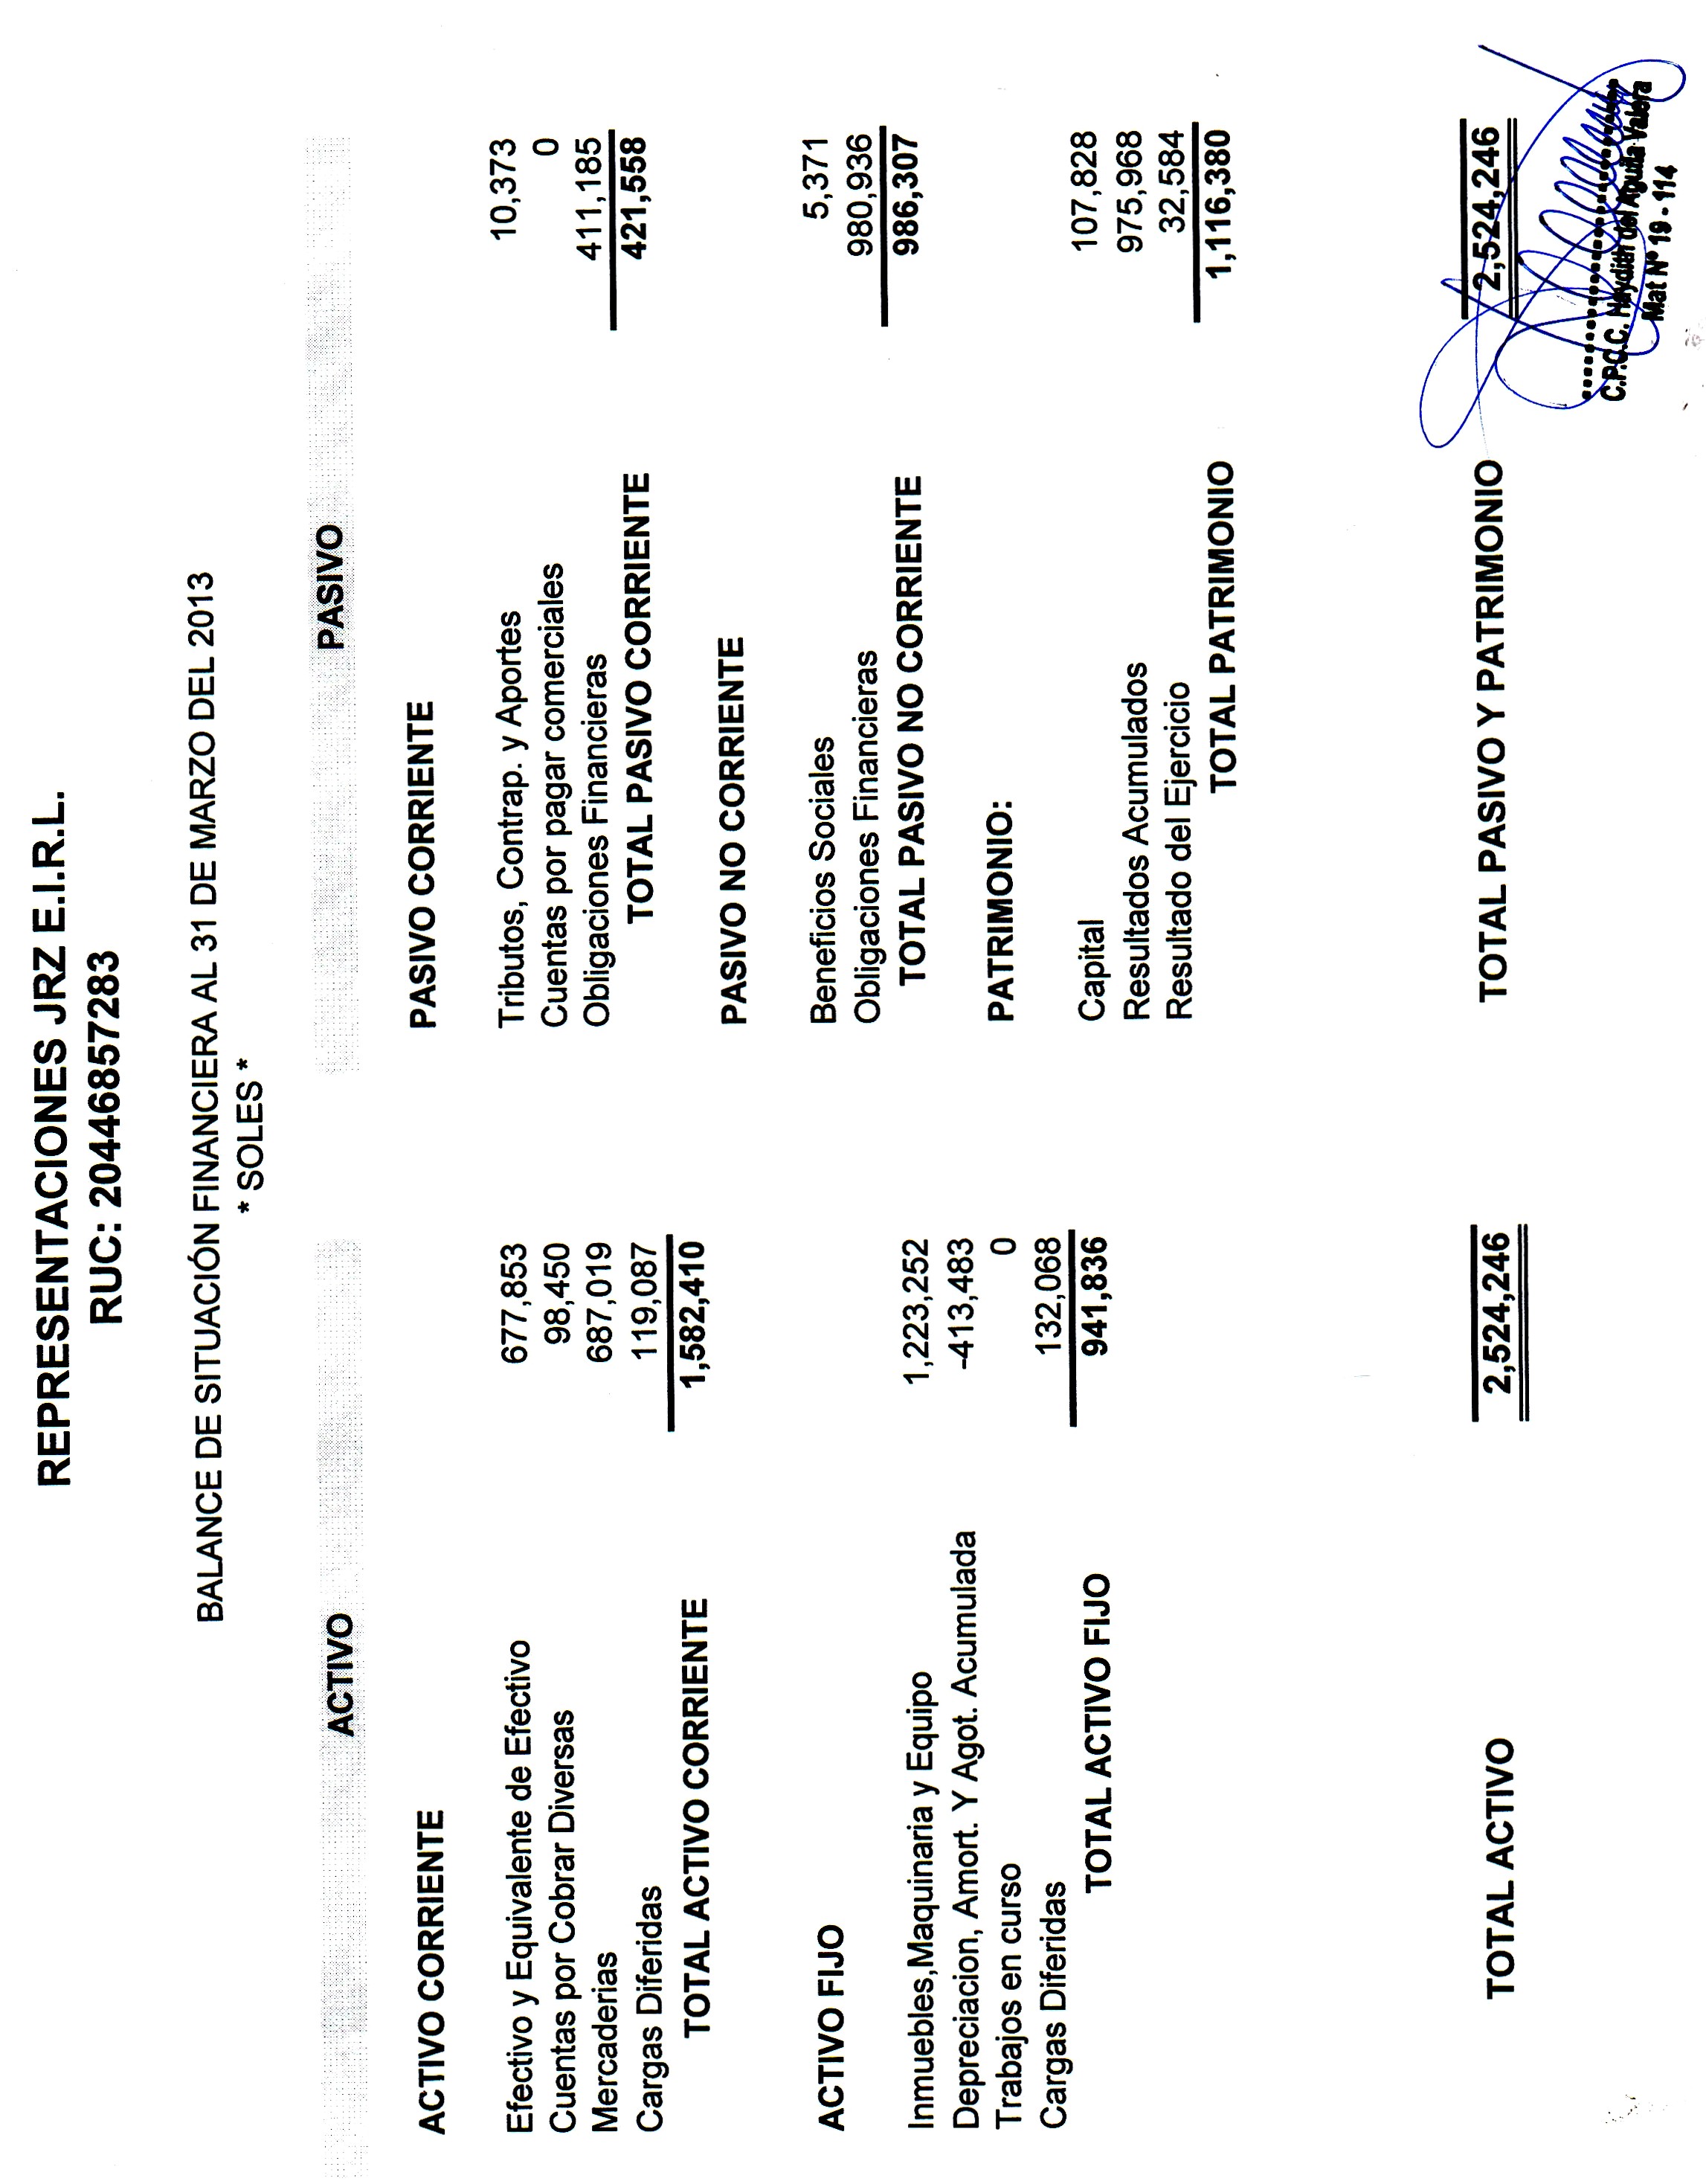 REPRESENTACIONES JRZ E.I.R.L.
RUC: 20446857283
BALANCE DE SITUACIÓN FINANCIERA AL 31 DE MARZO DEL 2013
* SOLES *
ACTIVO
ACTIVO CORRIENTE
Efectivo y Equivalente de Efectivo 677,853
Cuentas por Cobrar Diversas 98,450
Mercaderias 687,019
Cargas Diferidas 119,087
TOTAL ACTIVO CORRIENTE 1,582,410
ACTIVO FIJO
Inmuebles,Maquinaria y Equipo 1,223,252
Depreciacion, Amort. Y Agot. Acumulada -413,483
Trabajos en curso 0
Cargas Diferidas 132,068
TOTAL ACTIVO FIJO 941,836
TOTAL ACTIVO 2,524,246
PASIVO
PASIVO CORRIENTE
Tributos, Contrap. y Aportes 10,373
Cuentas por pagar comerciales 0
Obligaciones Financieras 411,185
TOTAL PASIVO CORRIENTE 421,558
PASIVO NO CORRIENTE
Beneficios Sociales 5,371
Obligaciones Financieras 980,936
TOTAL PASIVO NO CORRIENTE 986,307
PATRIMONIO:
Capital 107,828
Resultados Acumulados 975,968
Resultado del Ejercicio 32,584
TOTAL PATRIMONIO 1,116,380
TOTAL PASIVO Y PATRIMONIO 2,524,246
C.P.C.C. Haydith del Aguila Valera
Mat N° 19 - 114